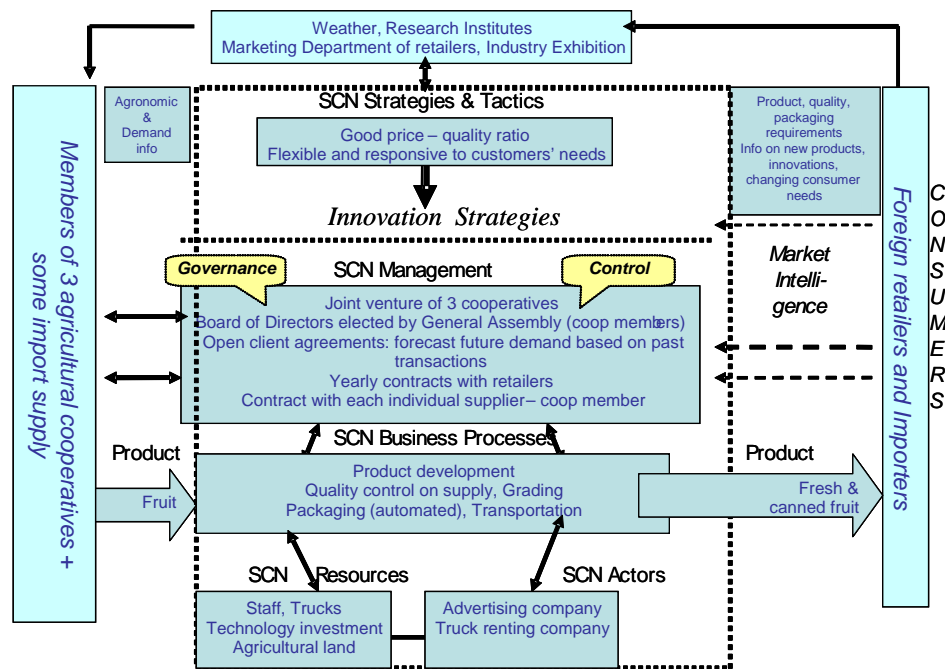 Weather, Research Institutes
Marketing Department of retailers, Industry Exhibition
Members of 3 agricultural cooperatives +
some import supply
Agronomic
&
Demand
info
SCN Strategies & Tactics
Good price – quality ratio
Flexible and responsive to customers' needs
Innovation Strategies
Product, quality,
packaging
requirements
Info on new products,
innovations,
changing consumer
needs
Foreign retailers and Importers
CONSUMERS
Market
Intelli-
gence
Governance
SCN Management
Control
Joint venture of 3 cooperatives
Board of Directors elected by General Assembly (coop members)
Open client agreements: forecast future demand based on past
transactions
Yearly contracts with retailers
Contract with each individual supplier – coop member
SCN Business Processes
Product
Fruit
Product development
Quality control on supply, Grading
Packaging (automated), Transportation
Product
Fresh &
canned fruit
SCN Resources
Staff, Trucks
Technology investment
Agricultural land
SCN Actors
Advertising company
Truck renting company